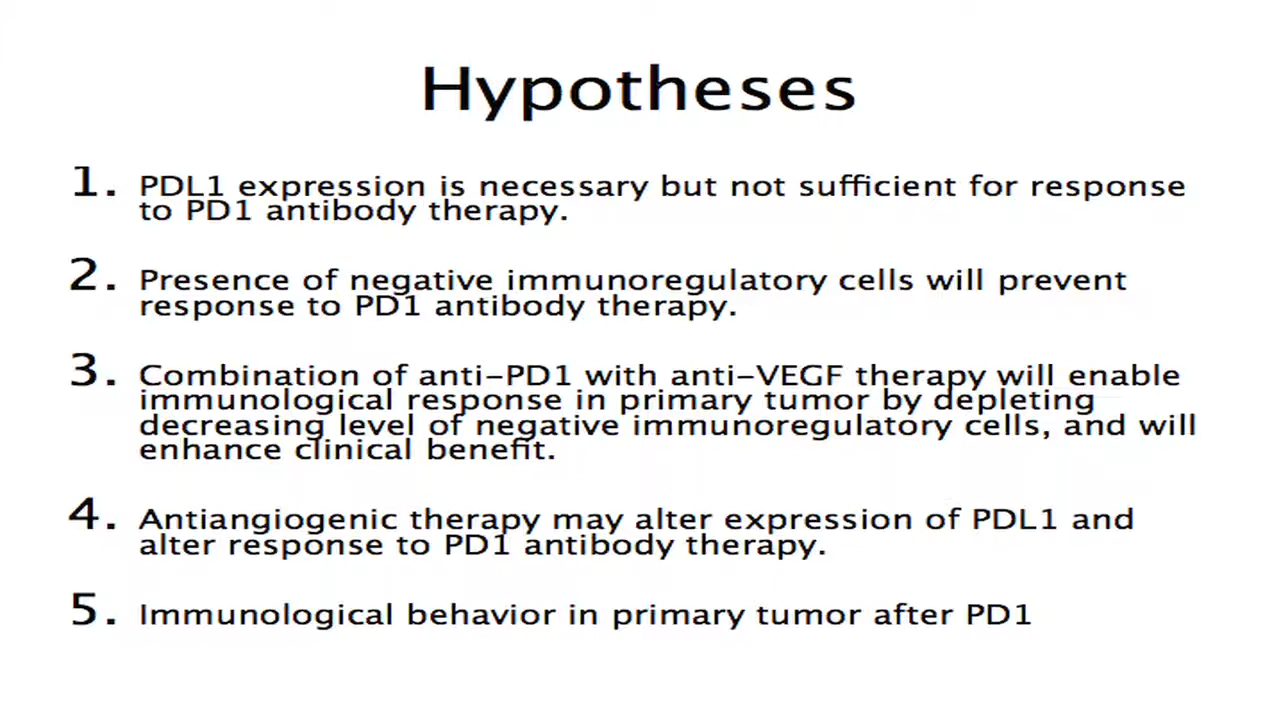 Hypotheses
1. PDL1 expression is necessary but not sufficient for response
to PD1 antibody therapy.
2. Presence of negative immunoregulatory cells will prevent
response to PD1 antibody therapy.
3. Combination of anti-PD1 with anti-VEGF therapy will enable
immunological response in primary tumor by depleting
decreasing level of negative immunoregulatory cells, and will
enhance clinical benefit.
4. Antiangiogenic therapy may alter expression of PDL1 and
alter response to PD1 antibody therapy.
5. Immunological behavior in primary tumor after PD1